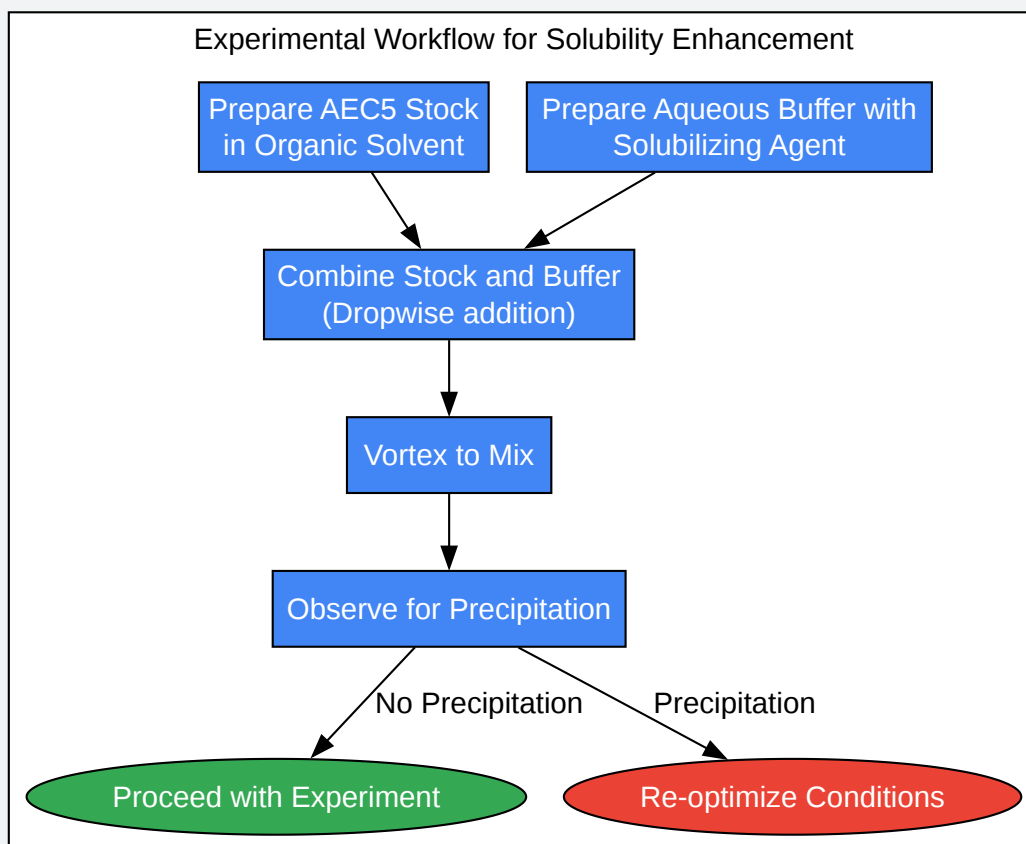 Experimental Workflow for Solubility Enhancement
Prepare AEC5 Stock
in Organic Solvent
Prepare Aqueous Buffer with
Solubilizing Agent
Combine Stock and Buffer
(Dropwise addition)
Vortex to Mix
Observe for Precipitation
No Precipitation
Precipitation
Proceed with Experiment
Re-optimize Conditions